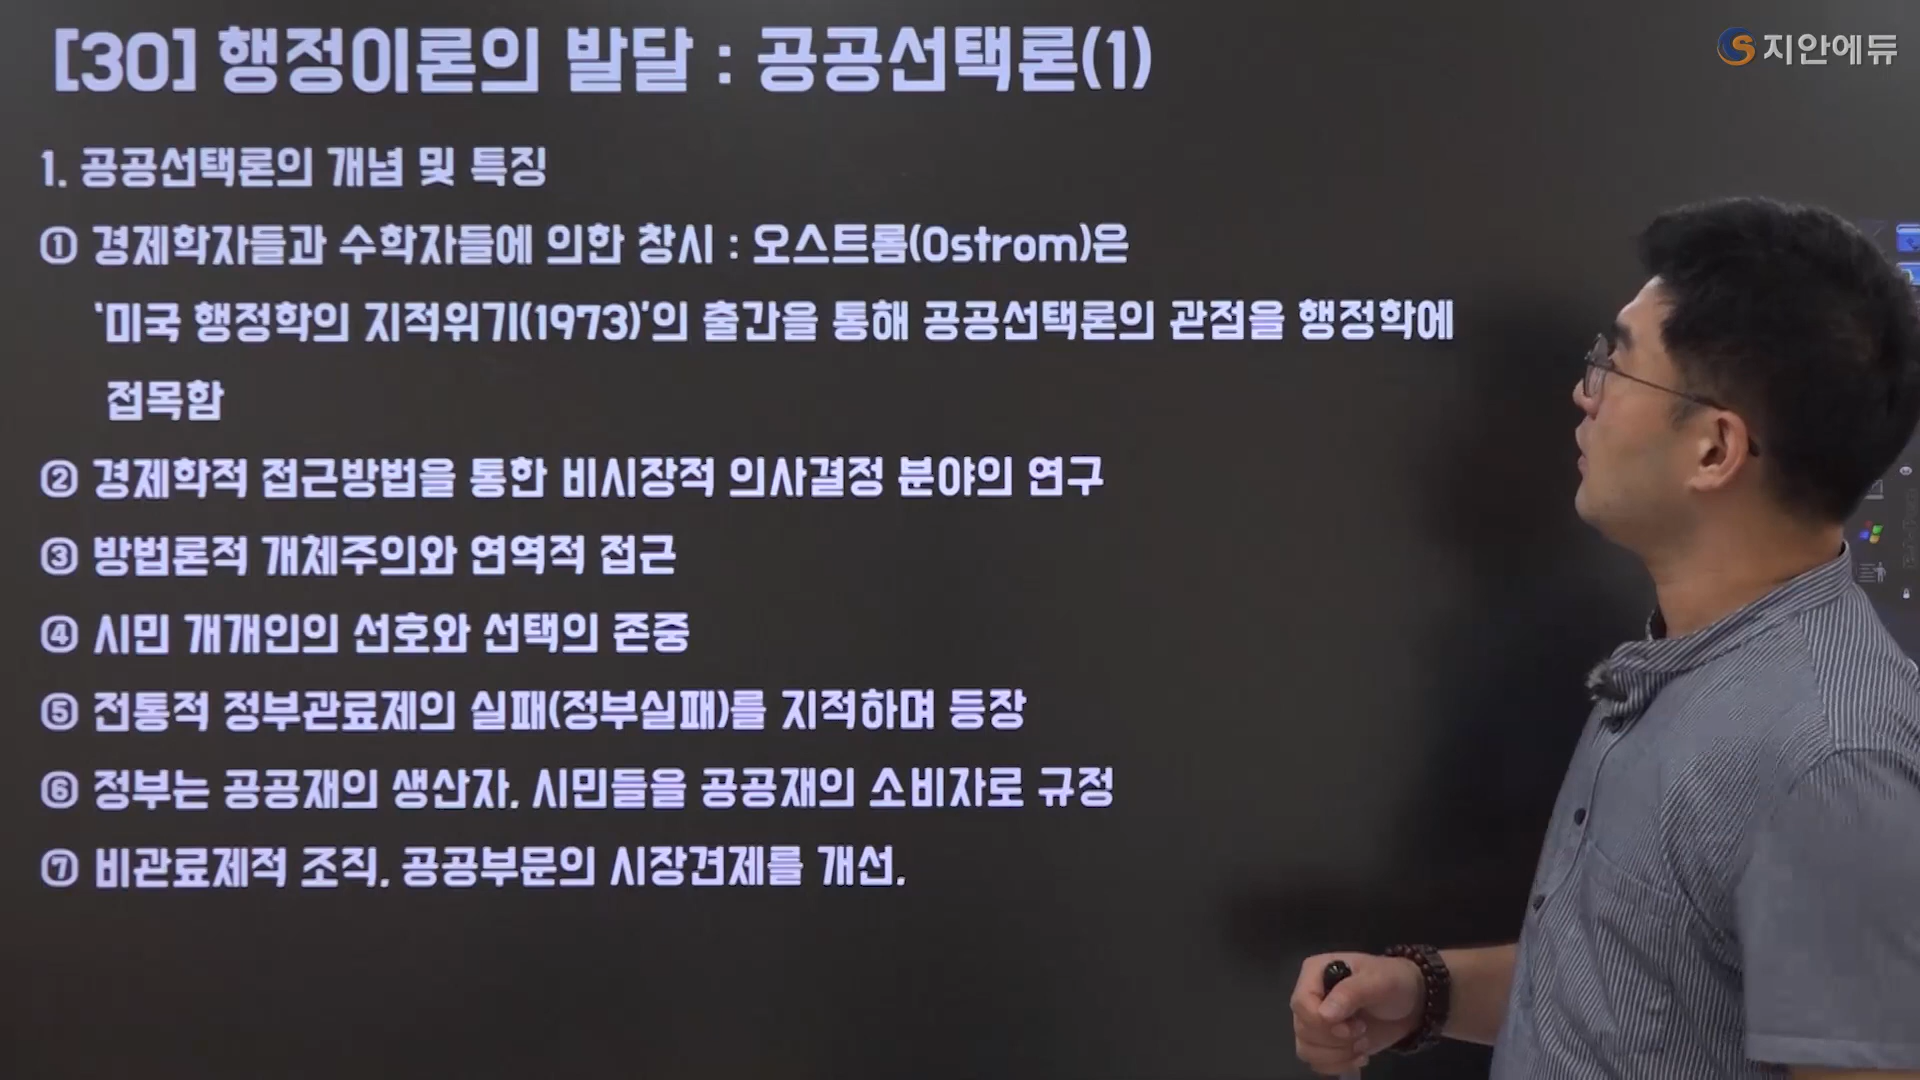 [30] 행정이론의 발달 : 공공선택론(1)
지안에듀
1. 공공선택론의 개념 및 특징
① 경제학자들과 수학자들에 의한 창시 : 오스트롬(Ostrom)은
‘미국 행정학의 지적위기(1973)’의 출간을 통해 공공선택론의 관점을 행정학에
접목함
② 경제학적 접근방법을 통한 비시장적 의사결정 분야의 연구
③ 방법론적 개체주의와 연역적 접근
④ 시민 개개인의 선호와 선택의 존중
⑤ 전통적 정부관료제의 실패(정부실패)를 지적하며 등장
⑥ 정부는 공공재의 생산자, 시민들을 공공재의 소비자로 규정
⑦ 비관료제적 조직, 공공부문의 시장견제를 개선.